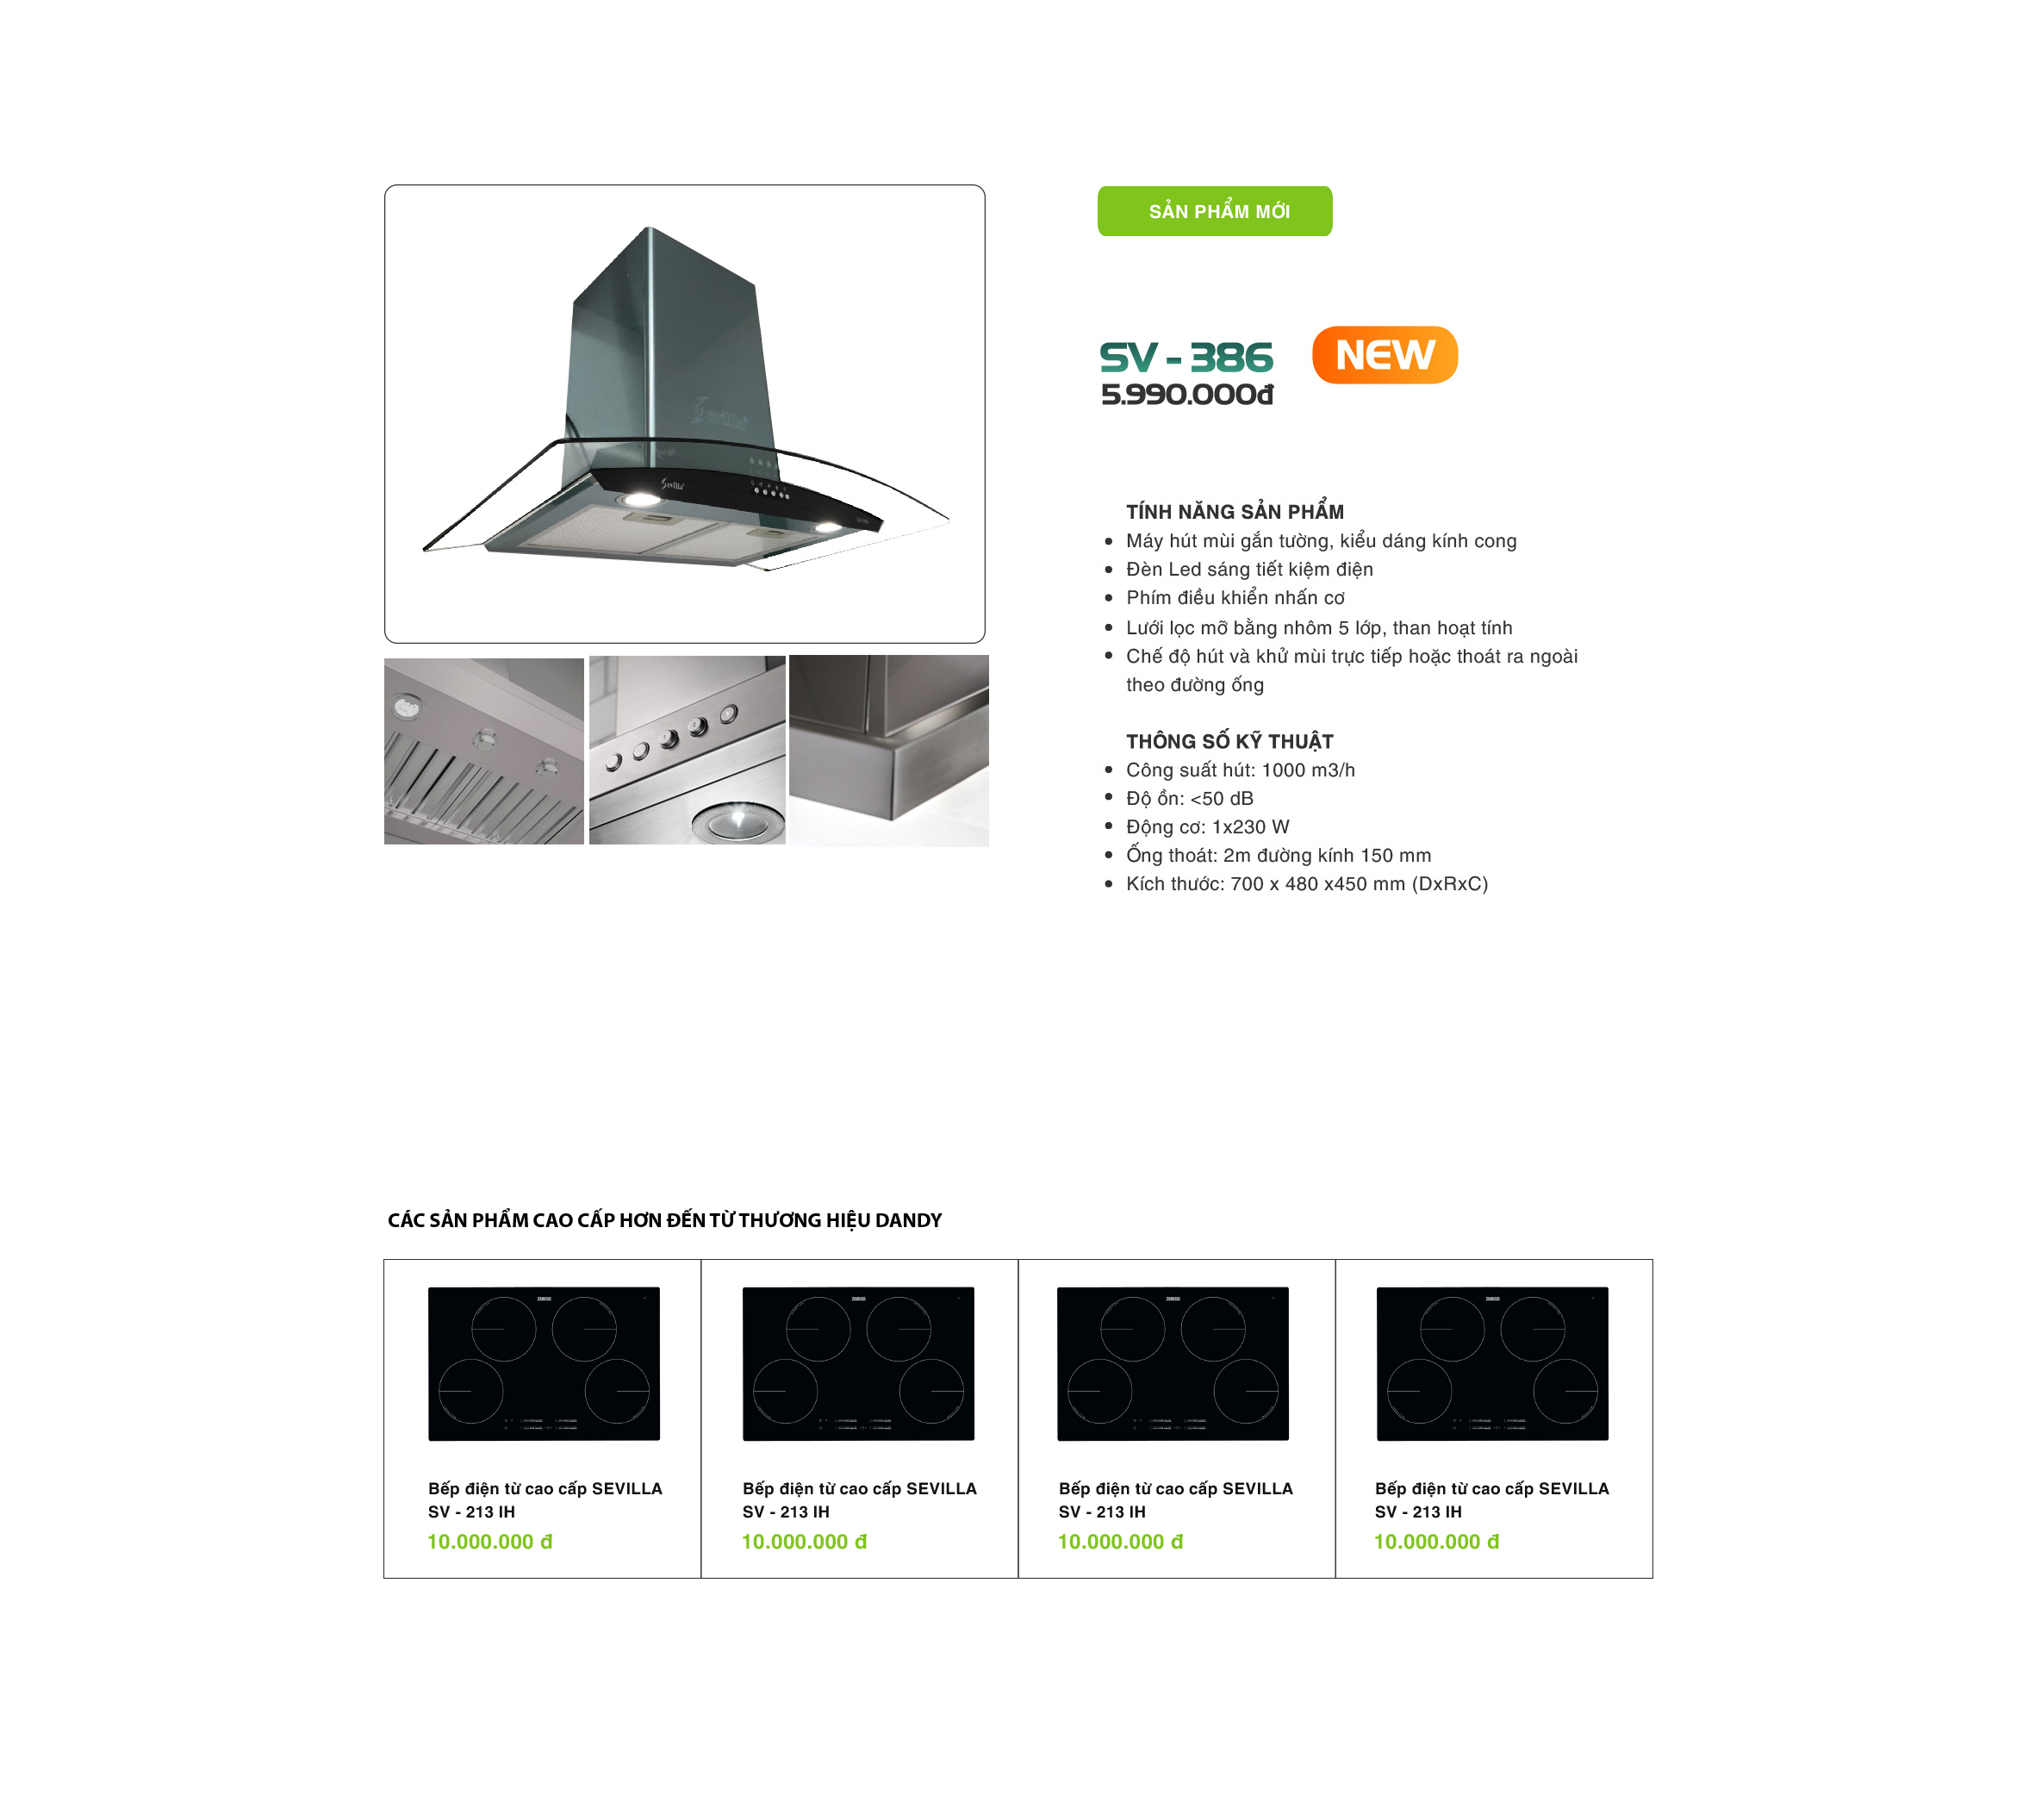 SẢN PHẨM MỚI
SV - 386
NEW
5.990.000đ
Sevilla
Sevilla
TÍNH NĂNG SẢN PHẨM
Máy hút mùi gắn tường, kiểu dáng kính cong
Đèn Led sáng tiết kiệm điện
Phím điều khiển nhấn cơ
Lưới lọc mỡ bằng nhôm 5 lớp, than hoạt tính
Chế độ hút và khử mùi trực tiếp hoặc thoát ra ngoài
theo đường ống
THÔNG SỐ KỸ THUẬT
Công suất hút: 1000 m3/h
Độ ồn: <50 dB
Động cơ: 1x230 W
Ống thoát: 2m đường kính 150 mm
Kích thước: 700 x 480 x450 mm (DxRxC)
CÁC SẢN PHẨM CAO CẤP HƠN ĐẾN TỪ THƯƠNG HIỆU DANDY
Bếp điện từ cao cấp SEVILLA
SV - 213 IH
10.000.000 đ
Bếp điện từ cao cấp SEVILLA
SV - 213 IH
10.000.000 đ
Bếp điện từ cao cấp SEVILLA
SV - 213 IH
10.000.000 đ
Bếp điện từ cao cấp SEVILLA
SV - 213 IH
10.000.000 đ